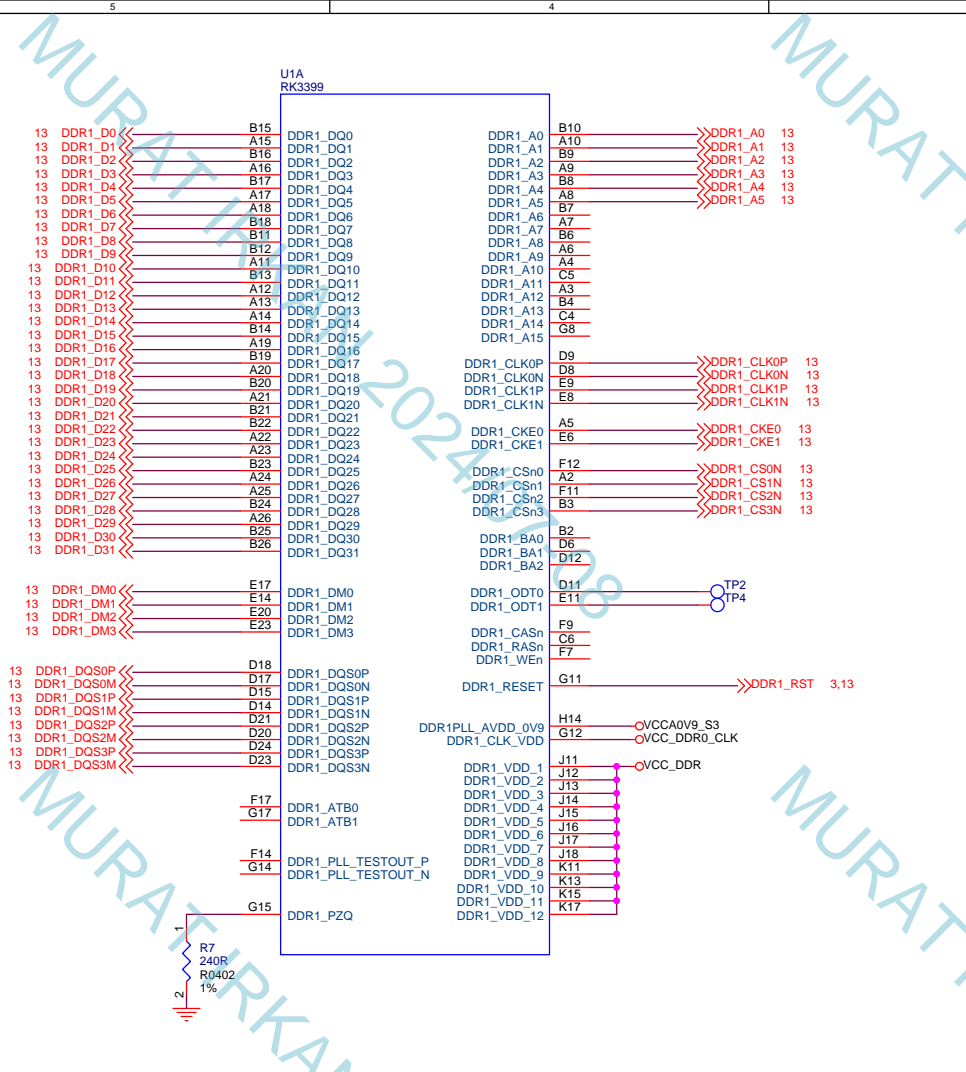 5 4
U1A
RK3399
13 DDR1_D0 B15 DDR1_DQ0 DDR1_A0 B10 DDR1_A0 13
13 DDR1_D1 A15 DDR1_DQ1 DDR1_A1 A10 DDR1_A1 13
13 DDR1_D2 B16 DDR1_DQ2 DDR1_A2 B9 DDR1_A2 13
13 DDR1_D3 A16 DDR1_DQ3 DDR1_A3 A9 DDR1_A3 13
13 DDR1_D4 B17 DDR1_DQ4 DDR1_A4 B8 DDR1_A4 13
13 DDR1_D5 A17 DDR1_DQ5 DDR1_A5 A8 DDR1_A5 13
13 DDR1_D6 A18 DDR1_DQ6 DDR1_A6 B7
13 DDR1_D7 B18 DDR1_DQ7 DDR1_A7 A7
13 DDR1_D8 B11 DDR1_DQ8 DDR1_A8 B6
13 DDR1_D9 B12 DDR1_DQ9 DDR1_A9 A6
13 DDR1_D10 A11 DDR1_DQ10 DDR1_A10 A4
13 DDR1_D11 B13 DDR1_DQ11 DDR1_A11 C5
13 DDR1_D12 A12 DDR1_DQ12 DDR1_A12 A3
13 DDR1_D13 A13 DDR1_DQ13 DDR1_A13 B4
13 DDR1_D14 A14 DDR1_DQ14 DDR1_A14 C4
13 DDR1_D15 B14 DDR1_DQ15 DDR1_A15 G8
13 DDR1_D16 A19 DDR1_DQ16
13 DDR1_D17 B19 DDR1_DQ17 DDR1_CLK0P D9 DDR1_CLK0P 13
13 DDR1_D18 A20 DDR1_DQ18 DDR1_CLK0N D8 DDR1_CLK0N 13
13 DDR1_D19 B20 DDR1_DQ19 DDR1_CLK1P E9 DDR1_CLK1P 13
13 DDR1_D20 A21 DDR1_DQ20 DDR1_CLK1N E8 DDR1_CLK1N 13
13 DDR1_D21 B21 DDR1_DQ21
13 DDR1_D22 B22 DDR1_DQ22 DDR1_CKE0 A5 DDR1_CKE0 13
13 DDR1_D23 A22 DDR1_DQ23 DDR1_CKE1 E6 DDR1_CKE1 13
13 DDR1_D24 A23 DDR1_DQ24
13 DDR1_D25 B23 DDR1_DQ25 DDR1_CSn0 F12 DDR1_CS0N 13
13 DDR1_D26 A24 DDR1_DQ26 DDR1_CSn1 A2 DDR1_CS1N 13
13 DDR1_D27 A25 DDR1_DQ27 DDR1_CSn2 F11 DDR1_CS2N 13
13 DDR1_D28 B24 DDR1_DQ28 DDR1_CSn3 B3 DDR1_CS3N 13
13 DDR1_D29 A26 DDR1_DQ29
13 DDR1_D30 B25 DDR1_DQ30 DDR1_BA0 B2
13 DDR1_D31 B26 DDR1_DQ31 DDR1_BA1 D6
DDR1_BA2 D12
13 DDR1_DM0 E17 DDR1_DM0 DDR1_ODT0 D11 TP2
13 DDR1_DM1 E14 DDR1_DM1 DDR1_ODT1 E11 TP4
13 DDR1_DM2 E20 DDR1_DM2
13 DDR1_DM3 E23 DDR1_DM3 DDR1_CASn F9
DDR1_RASn C6
DDR1_WEn F7
13 DDR1_DQS0P D18 DDR1_DQS0P
13 DDR1_DQS0M D17 DDR1_DQS0N DDR1_RESET G11 DDR1_RST 3,13
13 DDR1_DQS1P D15 DDR1_DQS1P
13 DDR1_DQS1M D14 DDR1_DQS1N
13 DDR1_DQS2P D21 DDR1_DQS2P DDR1PLL_AVDD_0V9 H14 VCCA0V9_S3
13 DDR1_DQS2M D20 DDR1_DQS2N DDR1_CLK_VDD G12 VCC_DDR0_CLK
13 DDR1_DQS3P D24 DDR1_DQS3P
13 DDR1_DQS3M D23 DDR1_DQS3N DDR1_VDD_1 J11 VCC_DDR
DDR1_VDD_2 J12
DDR1_VDD_3 J13
F17 DDR1_ATB0 DDR1_VDD_4 J14
G17 DDR1_ATB1 DDR1_VDD_5 J15
DDR1_VDD_6 J16
DDR1_VDD_7 J17
F14 DDR1_PLL_TESTOUT_P DDR1_VDD_8 J18
G14 DDR1_PLL_TESTOUT_N DDR1_VDD_9 K11
DDR1_VDD_10 K13
DDR1_VDD_11 K15
G15 DDR1_PZQ DDR1_VDD_12 K17
1
R7
240R
R0402
1%
2
MURAT IRKAN 2024/07-08
MURAT I
MURAT IRKAN
MURAT I